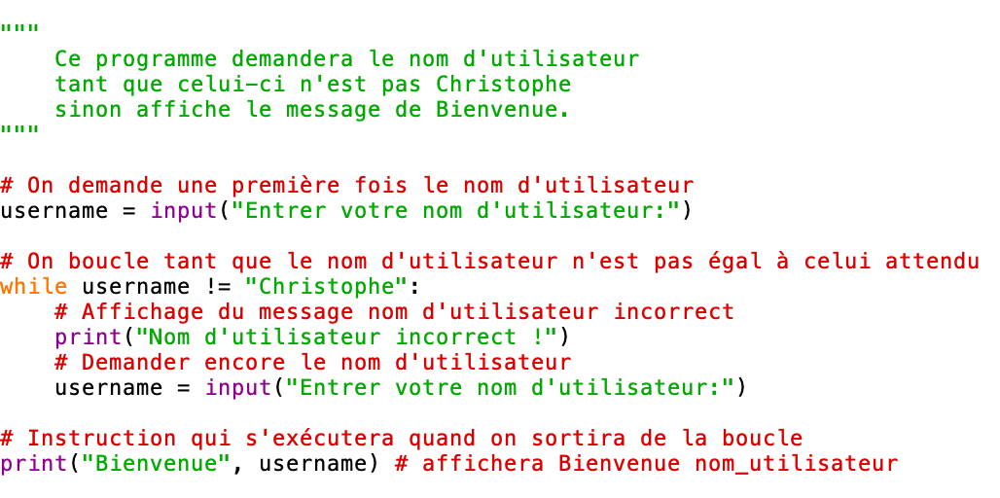 """
    Ce programme demandera le nom d'utilisateur
    tant que celui-ci n'est pas Christophe
    sinon affiche le message de Bienvenue.
"""
# On demande une première fois le nom d'utilisateur
username = input("Entrer votre nom d'utilisateur:")
# On boucle tant que le nom d'utilisateur n'est pas égal à celui attendu
while username != "Christophe":
    # Affichage du message nom d'utilisateur incorrect
    print("Nom d'utilisateur incorrect !")
    # Demander encore le nom d'utilisateur
    username = input("Entrer votre nom d'utilisateur:")
# Instruction qui s'exécutera quand on sortira de la boucle
print("Bienvenue", username) # affichera Bienvenue nom_utilisateur